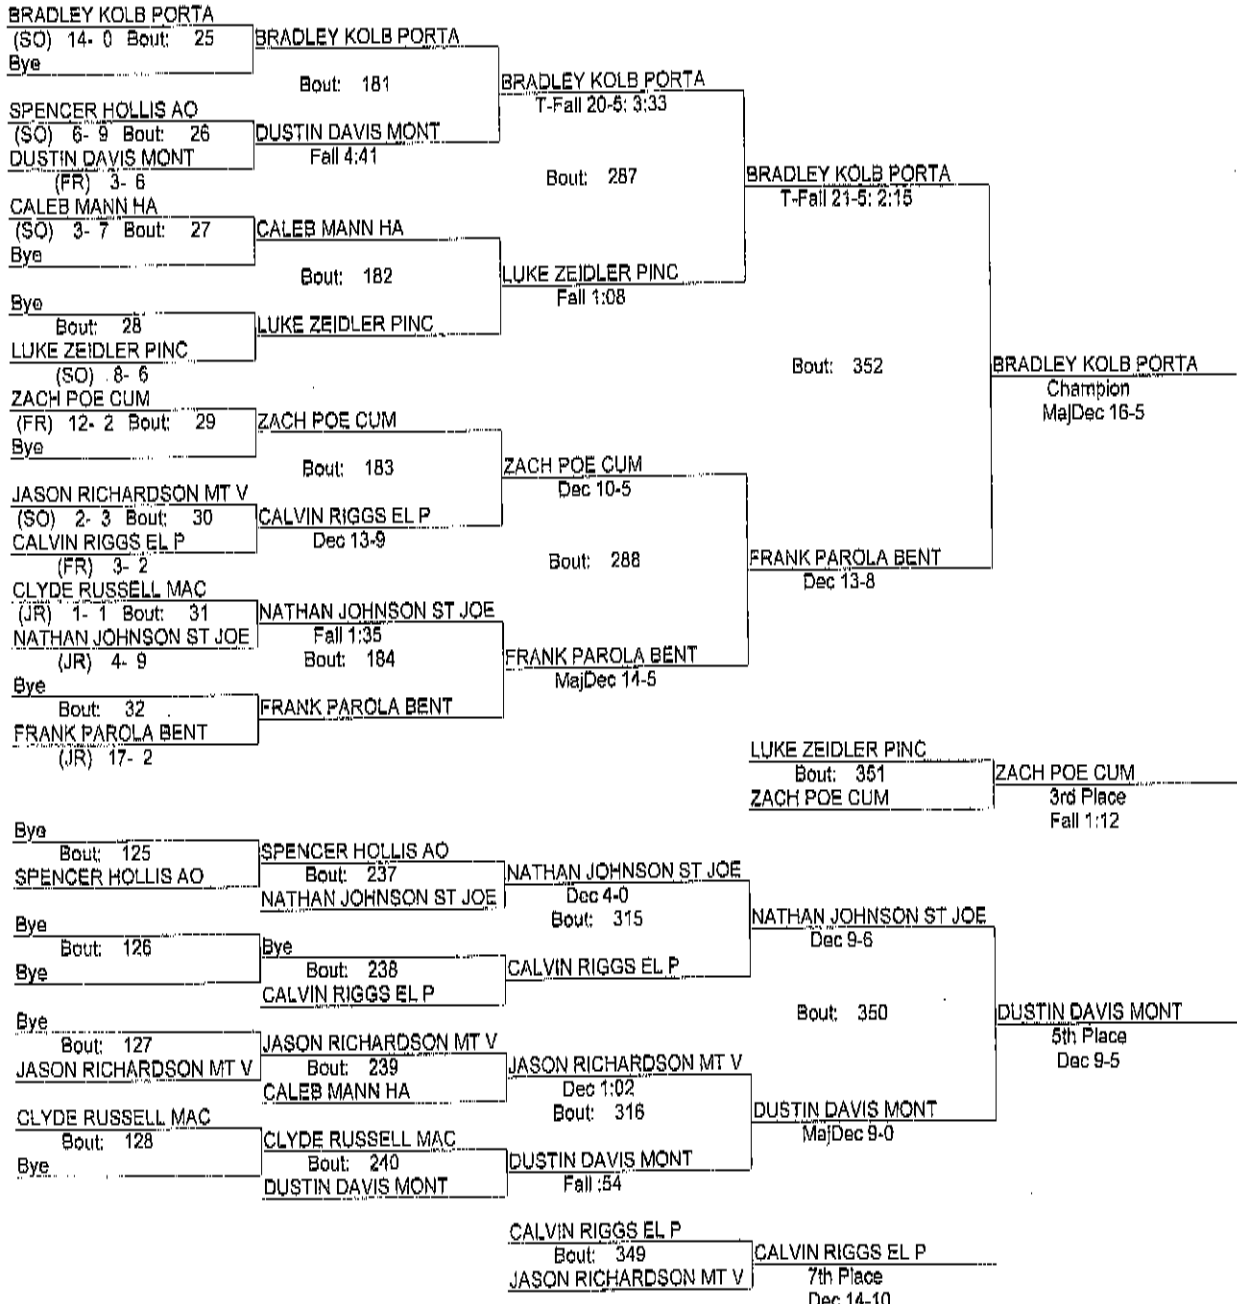 BRADLEY KOLB PORTA
(SO) 14- 0 Bout: 25
Bye
SPENCER HOLLIS AO
(SO) 6- 9 Bout: 26
DUSTIN DAVIS MONT
(FR) 3- 6
CALEB MANN HA
(SO) 3- 7 Bout: 27
Bye
Bye
Bout: 28
LUKE ZEIDLER PINC
(SO) 8- 6
ZACH POE CUM
(FR) 12- 2 Bout: 29
Bye
JASON RICHARDSON MT V
(SO) 2- 3 Bout: 30
CALVIN RIGGS EL P
(FR) 3- 2
CLYDE RUSSELL MAC
(JR) 1- 1 Bout: 31
NATHAN JOHNSON ST JOE
(JR) 4- 9
Bye
Bout: 32
FRANK PAROLA BENT
(JR) 17- 2
BRADLEY KOLB PORTA
Bout: 181
DUSTIN DAVIS MONT
Fall 4:41
CALEB MANN HA
Bout: 182
LUKE ZEIDLER PINC
ZACH POE CUM
Bout: 183
CALVIN RIGGS EL P
Dec 13-9
NATHAN JOHNSON ST JOE
Fall 1:35
Bout: 184
FRANK PAROLA BENT
BRADLEY KOLB PORTA
T-Fall 20-5; 3:33
Bout: 287
LUKE ZEIDLER PINC
Fall 1:08
ZACH POE CUM
Dec 10-5
Bout: 288
FRANK PAROLA BENT
MajDec 14-5
BRADLEY KOLB PORTA
T-Fall 21-5; 2:15
Bout: 352
FRANK PAROLA BENT
Dec 13-8
BRADLEY KOLB PORTA
Champion
MajDec 16-5
LUKE ZEIDLER PINC
Bout: 351
ZACH POE CUM
ZACH POE CUM
3rd Place
Fall 1:12
Bye
Bout: 125
SPENCER HOLLIS AO
Bye
Bout: 126
Bye
Bye
Bout: 127
JASON RICHARDSON MT V
CLYDE RUSSELL MAC
Bout: 128
Bye
SPENCER HOLLIS AO
Bout: 237
NATHAN JOHNSON ST JOE
Bye
Bout: 238
CALVIN RIGGS EL P
JASON RICHARDSON MT V
Bout: 239
CALEB MANN HA
CLYDE RUSSELL MAC
Bout: 240
DUSTIN DAVIS MONT
NATHAN JOHNSON ST JOE
Dec 4-0
Bout: 315
CALVIN RIGGS EL P
JASON RICHARDSON MT V
Dec 1:02
Bout: 316
DUSTIN DAVIS MONT
Fall :54
NATHAN JOHNSON ST JOE
Dec 9-6
Bout: 350
DUSTIN DAVIS MONT
MajDec 9-0
DUSTIN DAVIS MONT
5th Place
Dec 9-5
CALVIN RIGGS EL P
Bout: 349
JASON RICHARDSON MT V
CALVIN RIGGS EL P
7th Place
Dec 14-10